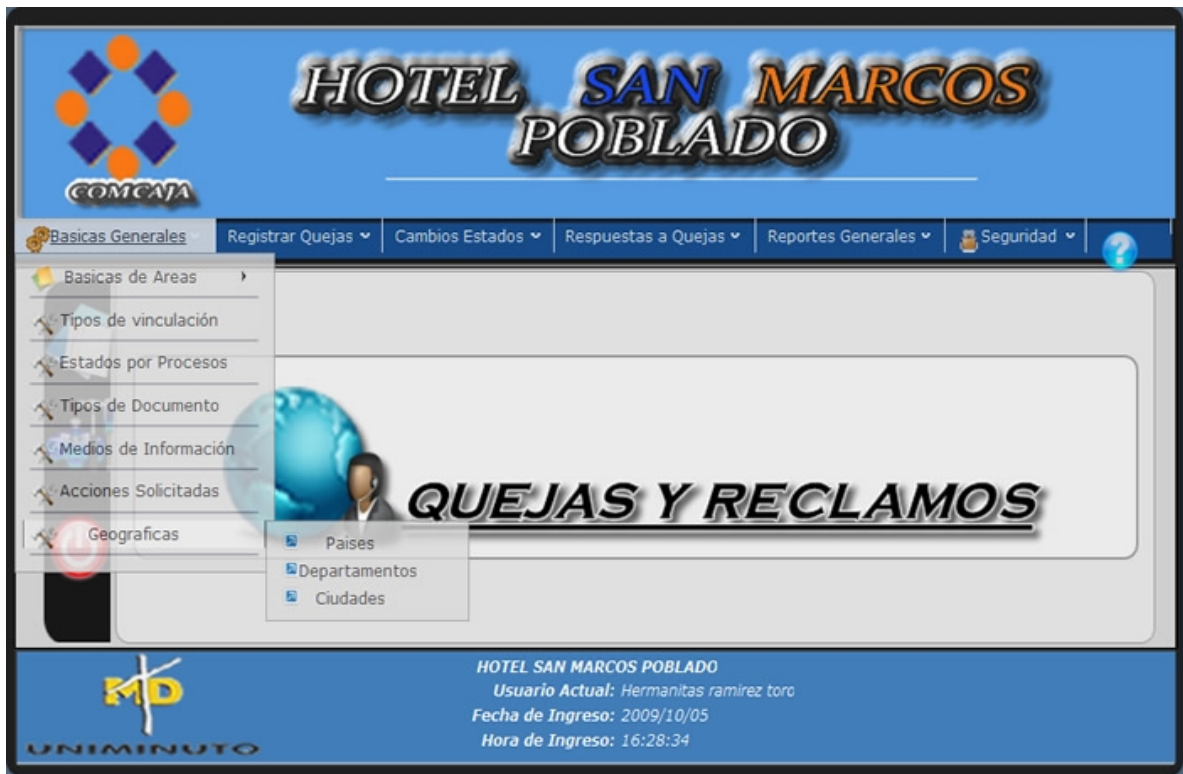 HOTEL SAN MARCOS
POBLADO
COMCAJA
Basicas Generales
Registrar Quejas
Cambios Estados
Respuestas a Quejas
Reportes Generales
Seguridad
?
Basicas de Areas
Tipos de vinculación
Estados por Procesos
Tipos de Documento
Medios de Información
Acciones Solicitadas
Geograficas
Paises
Departamentos
Ciudades
QUEJAS Y RECLAMOS
MD
UNIMINUTO
HOTEL SAN MARCOS POBLADO
Usuario Actual: Hermanitas ramirez toro
Fecha de Ingreso: 2009/10/05
Hora de Ingreso: 16:28:34